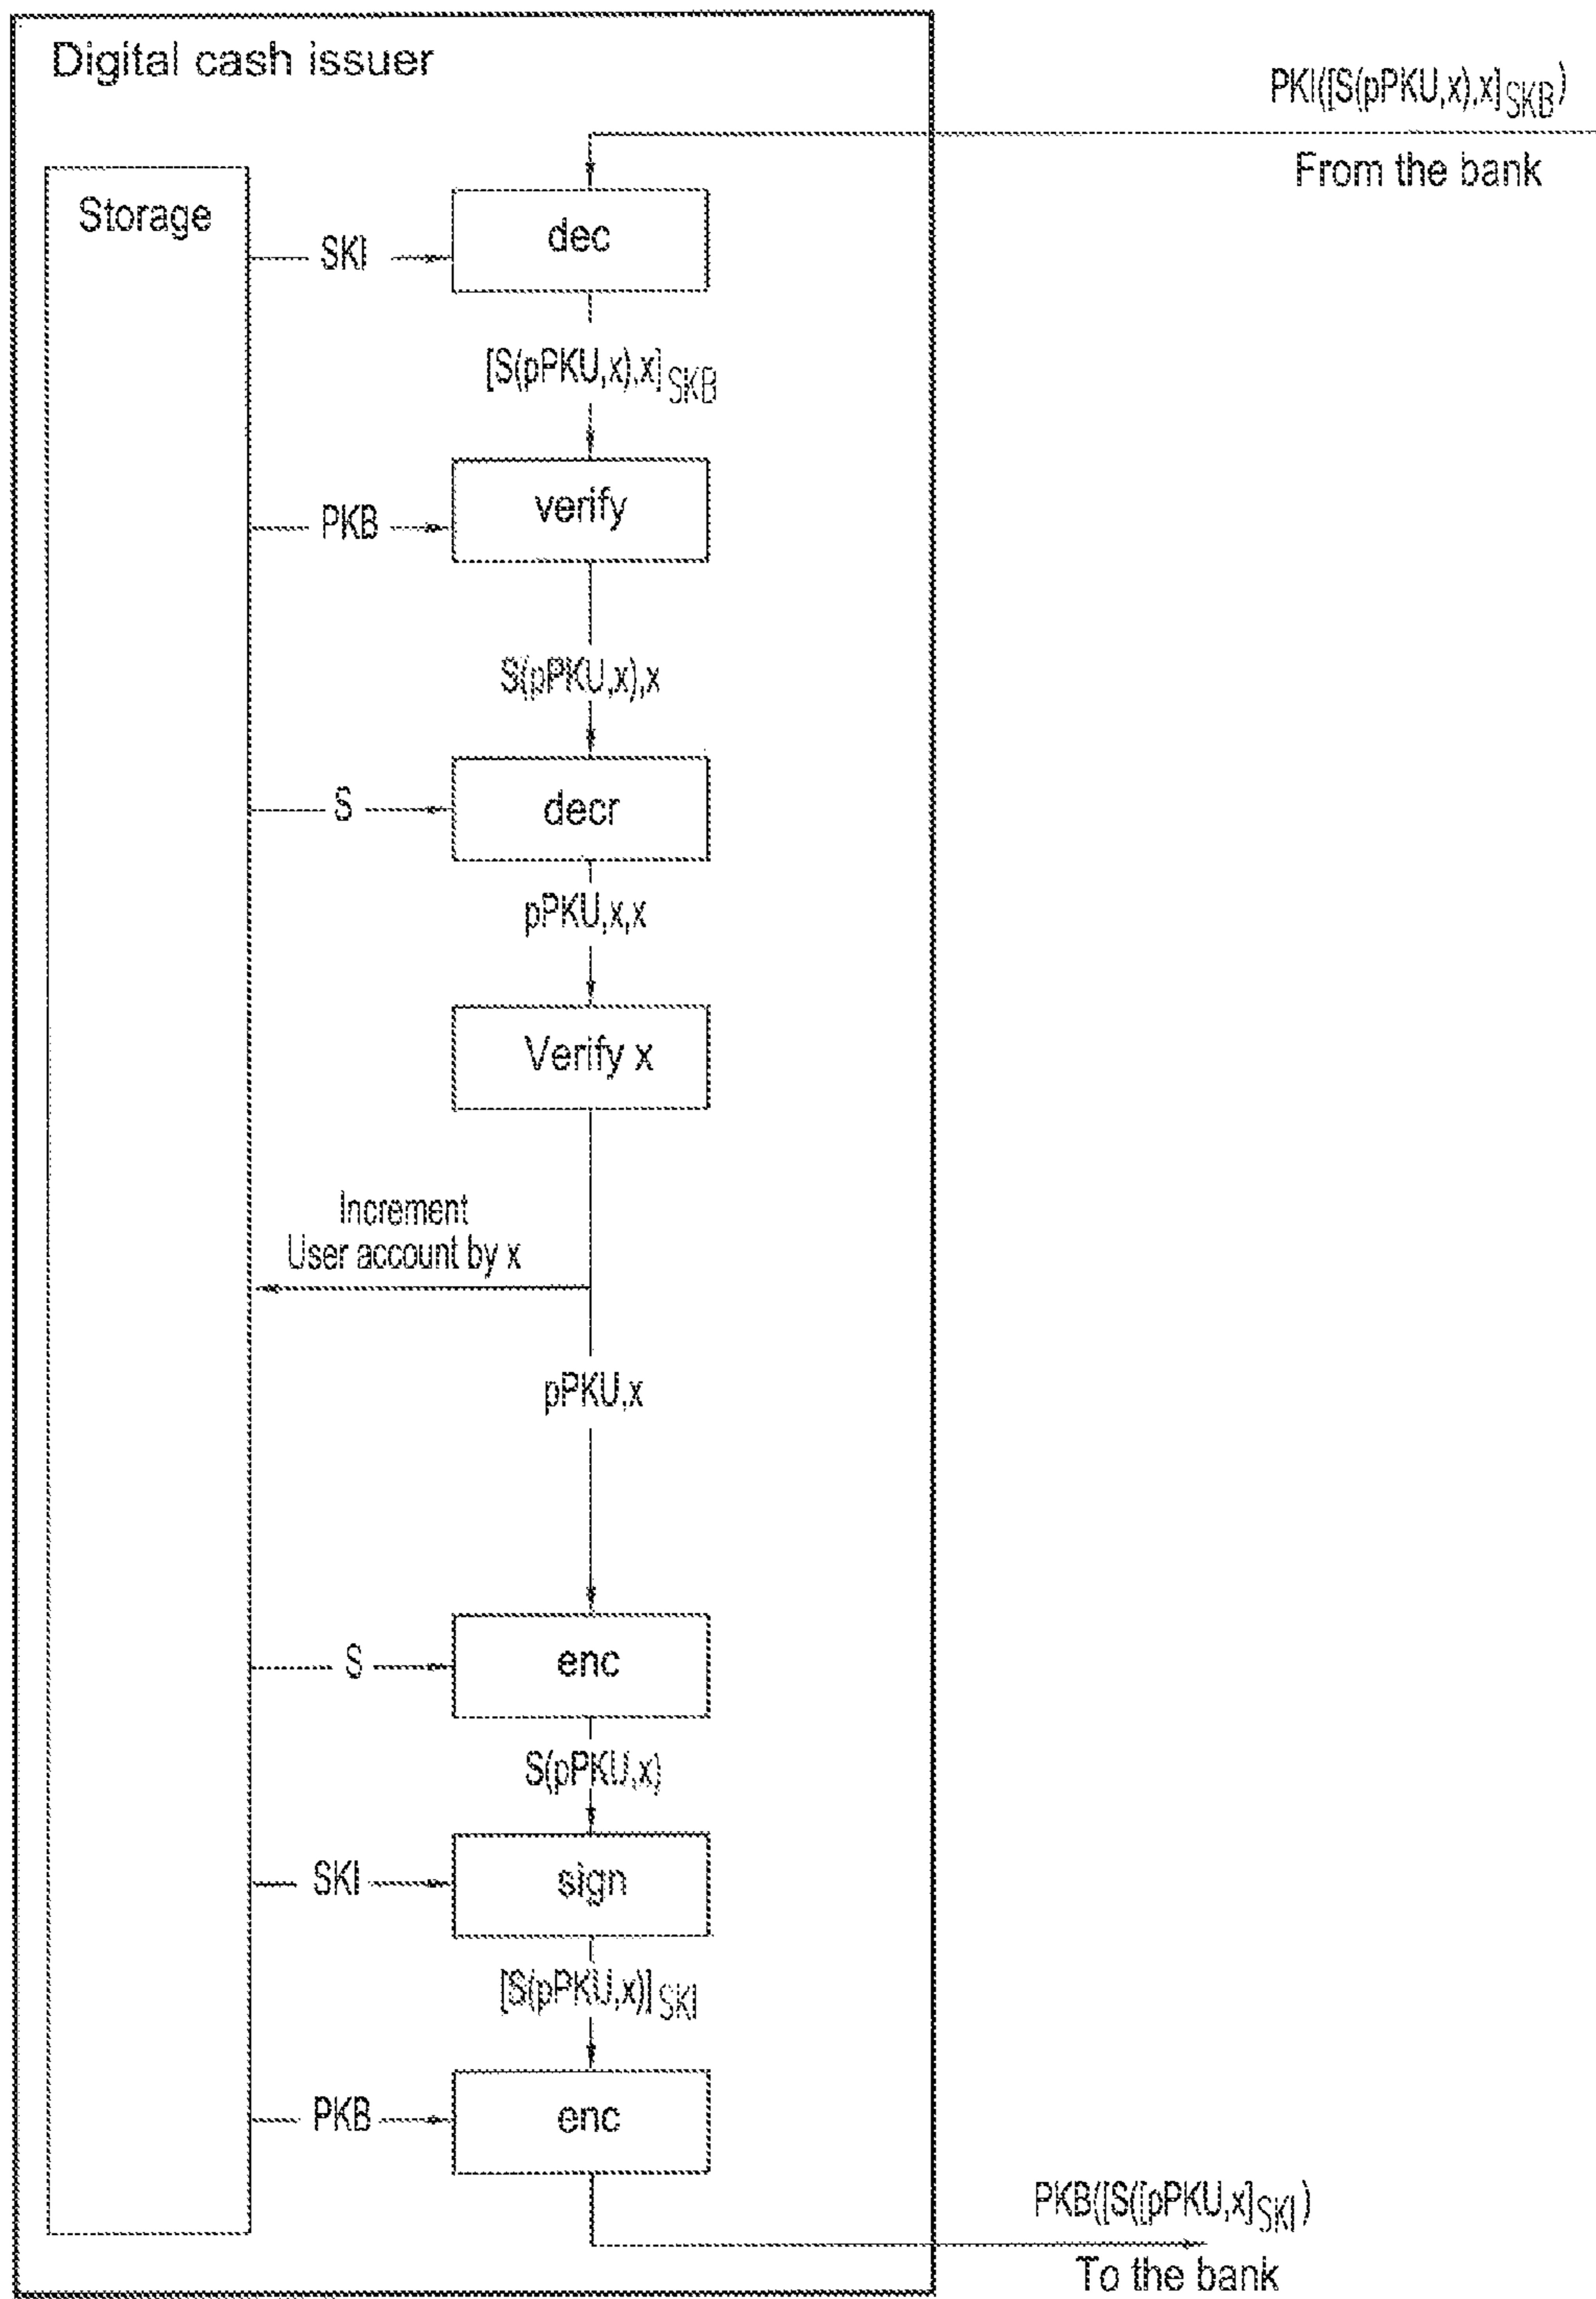 Digital cash issuer
PKI([S(pPKU,x),x]SKB)
From the bank
Storage
SKI
dec
[S(pPKU,x),x]SKB
PKB
verify
S(pPKU,x),x
S
decr
pPKU,x,x
Verify x
Increment
User account by x
pPKU,x
S
enc
S(pPKU,x)
SKI
sign
[S(pPKU,x)]SKI
PKB
enc
PKB([S([pPKU,x]SKI)
To the bank